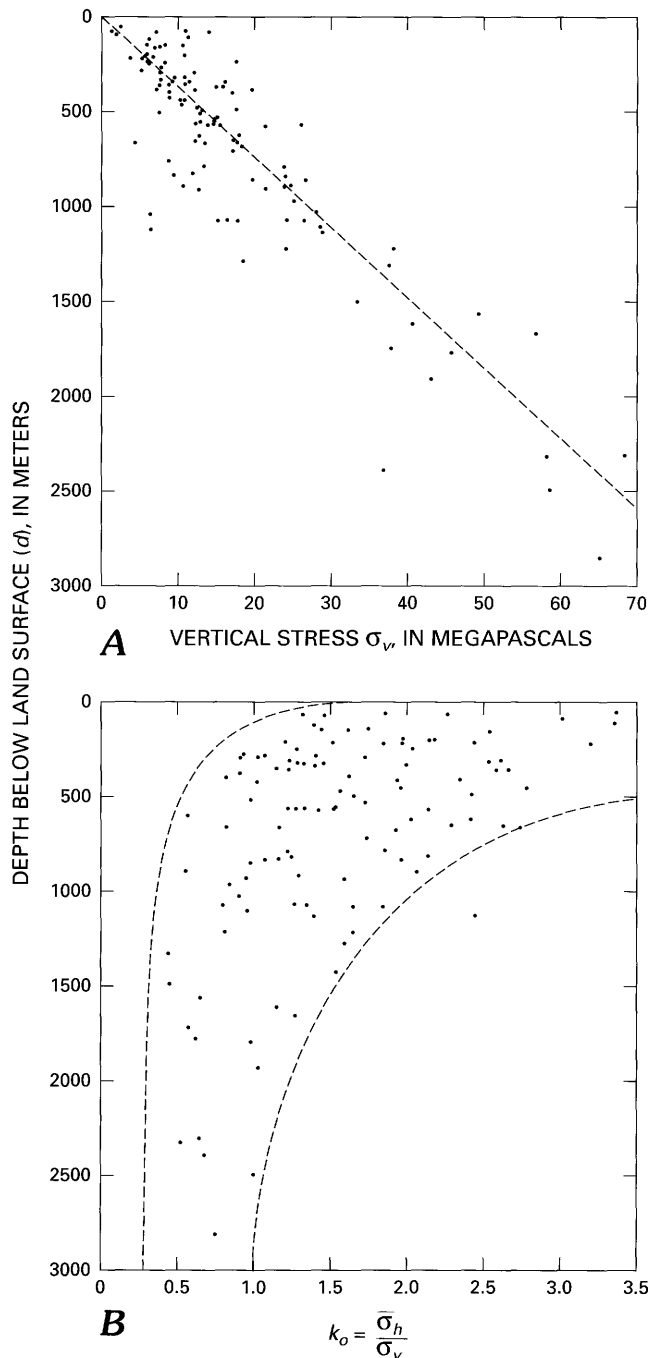 DEPTH BELOW LAND SURFACE (d), IN METERS
0
500
1000
1500
2000
2500
3000
0 10 20 30 40 50 60 70
A VERTICAL STRESS σv, IN MEGAPASCALS
0
500
1000
1500
2000
2500
3000
0 0.5 1.0 1.5 2.0 2.5 3.0 3.5
B
ko = σ̅h / σv